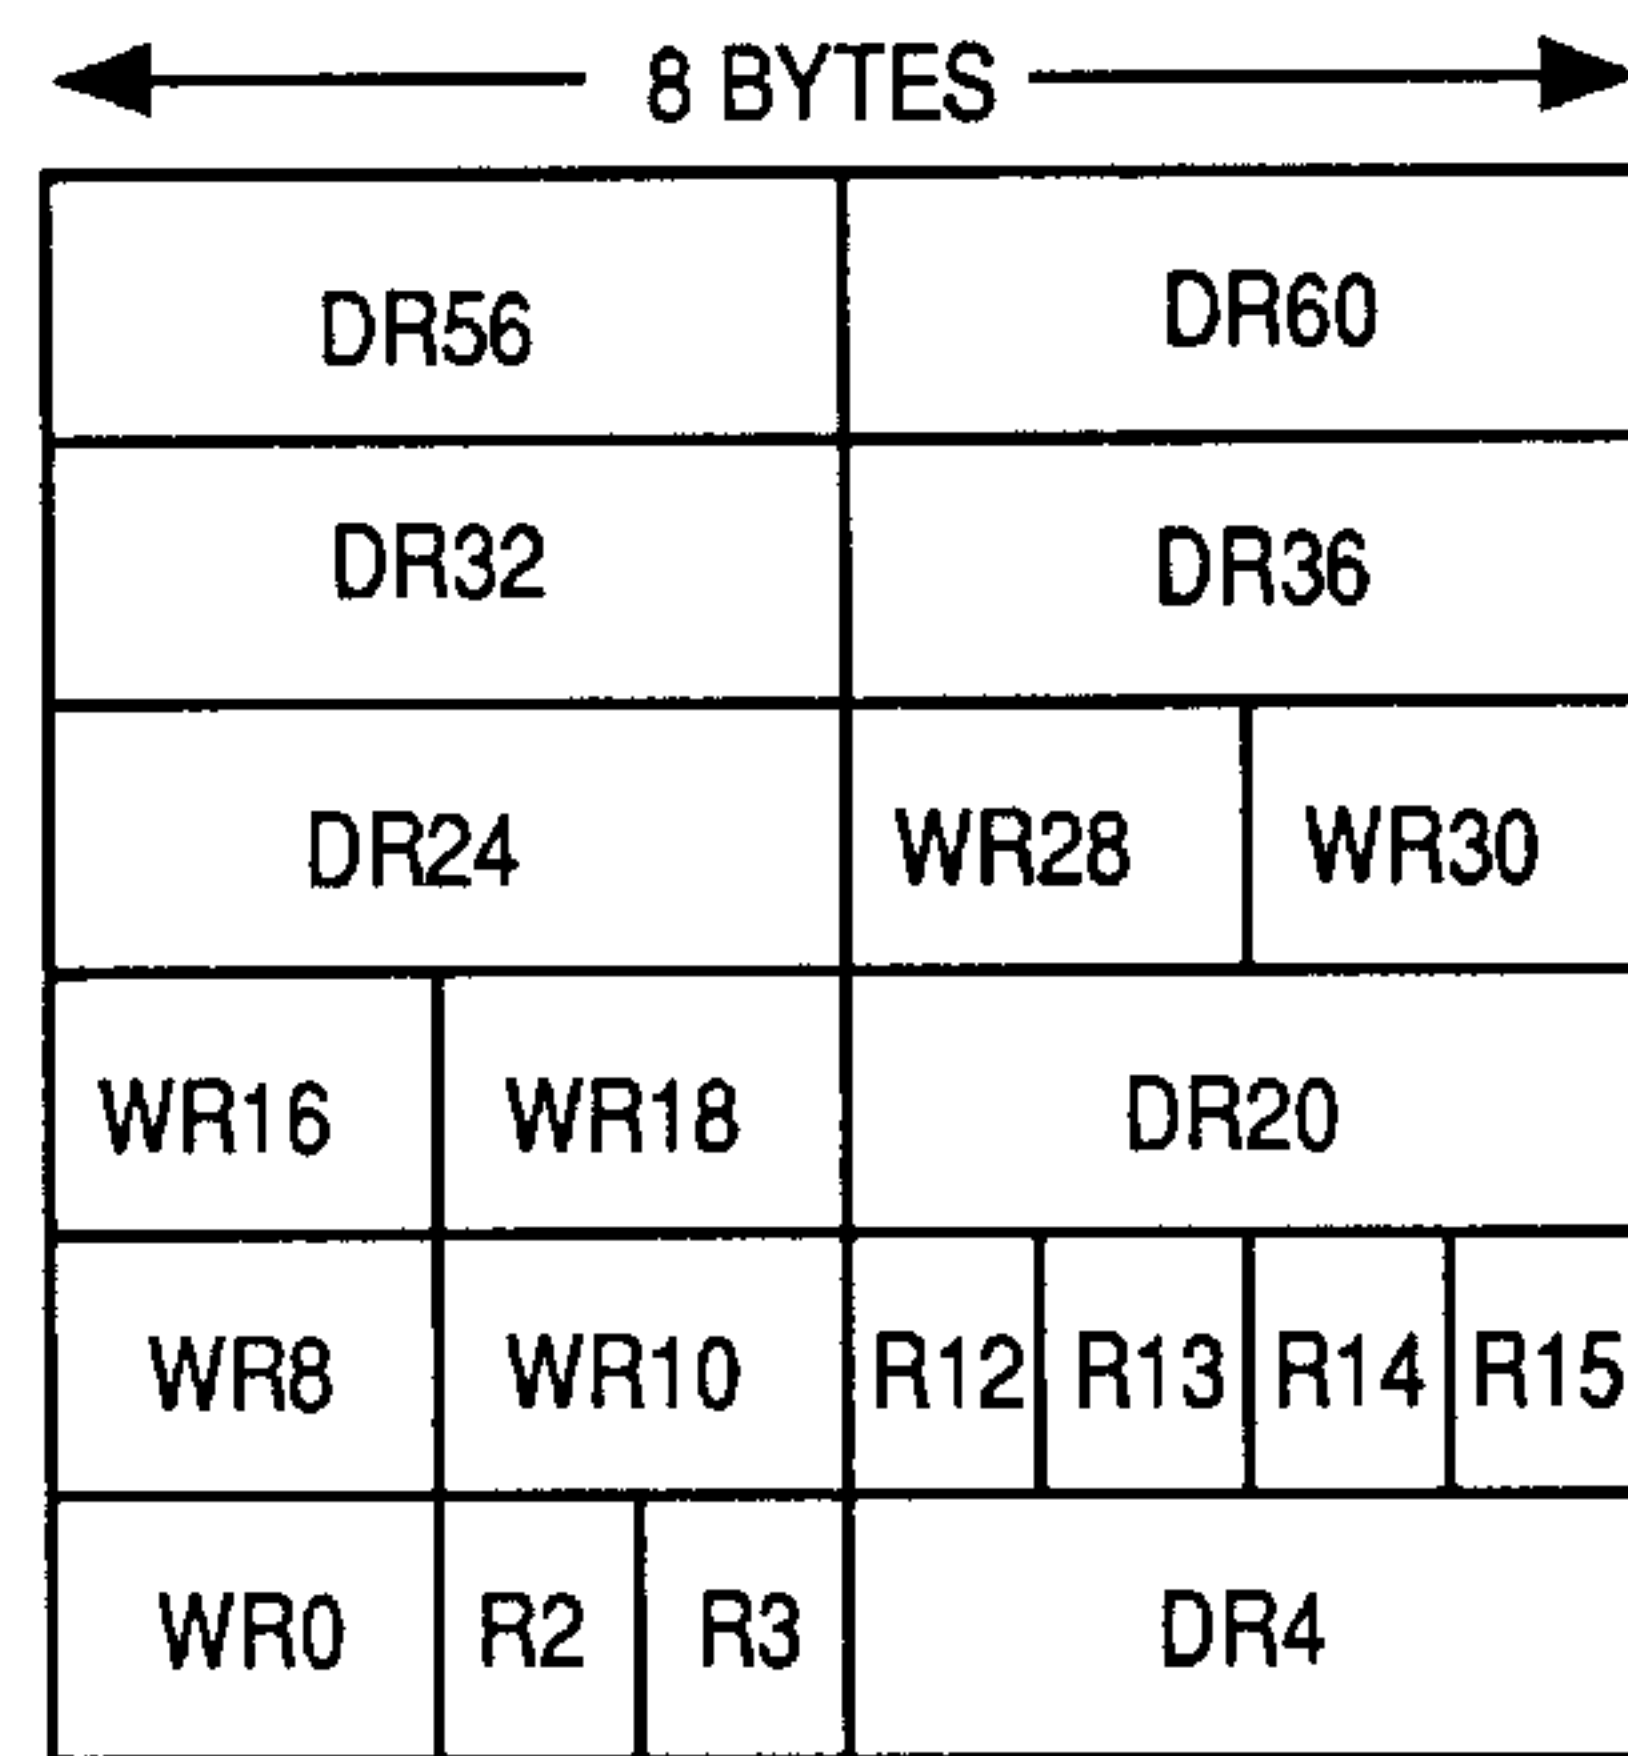 8 BYTES
DR56 DR60
DR32 DR36
DR24 WR28 WR30
WR16 WR18 DR20
WR8 WR10 R12 R13 R14 R15
WR0 R2 R3 DR4